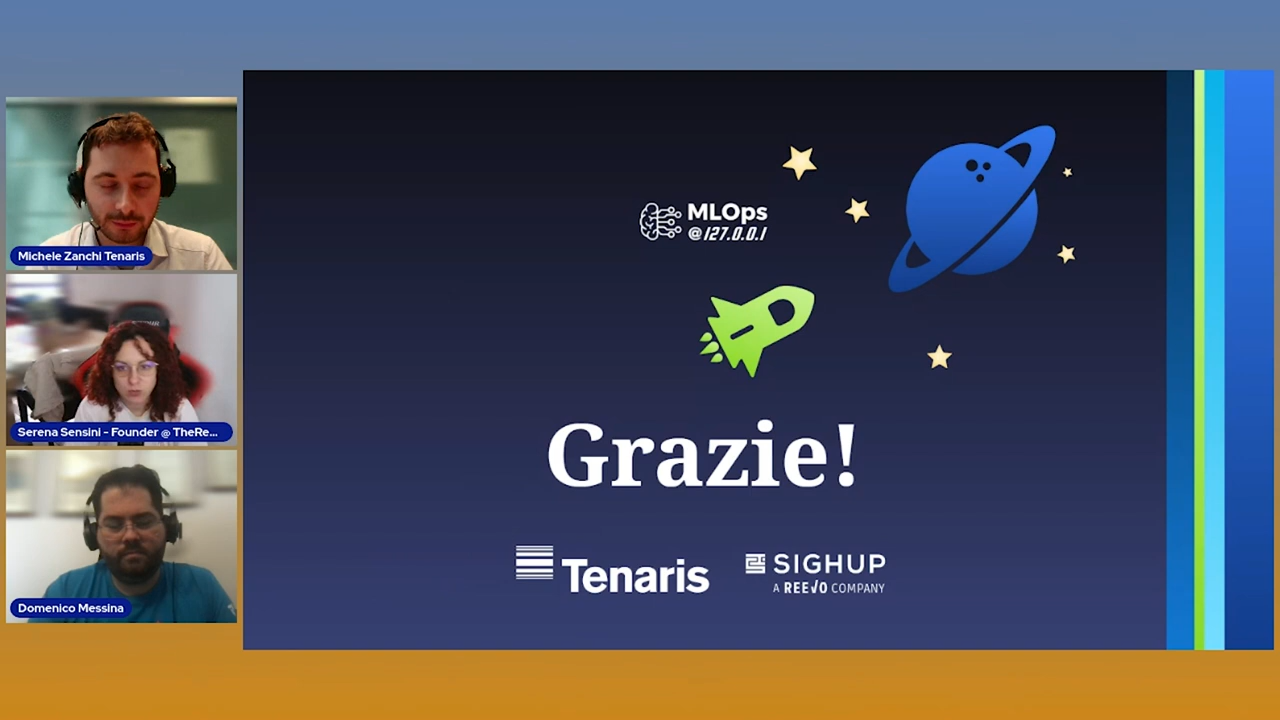 Michele Zanchi Tenaris
Serena Sensini - Founder @ TheRe...
Domenico Messina
MLOps
@127.0.0.1
Grazie!
Tenaris
SIGHUP
A REEVO COMPANY